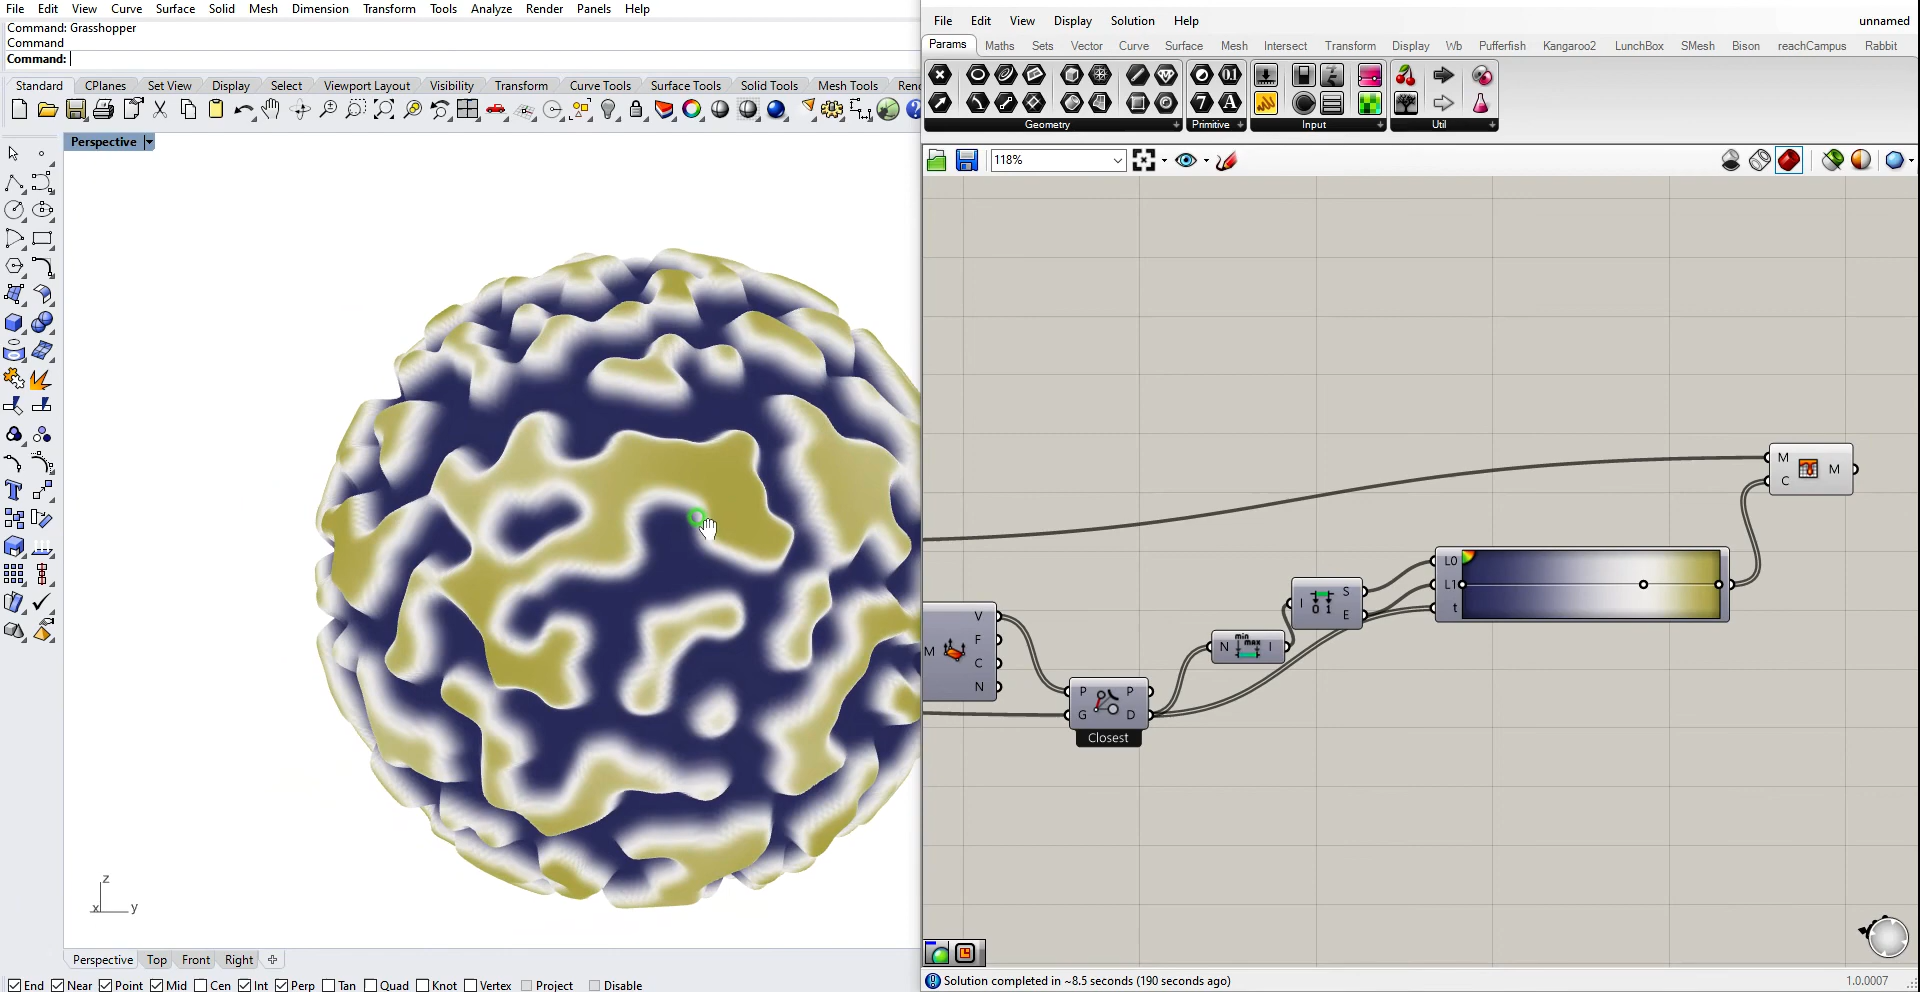 File Edit View Curve Surface Solid Mesh Dimension Transform Tools Analyze Render Panels Help
Command: Grasshopper
Command
Command:
Standard CPlanes Set View Display Select Viewport Layout Visibility Transform Curve Tools Surface Tools Solid Tools Mesh Tools Ren
Perspective
z
x y
Perspective Top Front Right
End Near Point Mid Cen Int Perp Tan Quad Knot Vertex Project Disable
File Edit View Display Solution Help unnamed
Params Maths Sets Vector Curve Surface Mesh Intersect Transform Display Wb Pufferfish Kangaroo2 LunchBox SMesh Bison reachCampus Rabbit
Geometry Primitive Input Util
118%
M M
C
L0
L1
t
I S
0 1 E
min
max
N I
V
F
M C
N
P P
G D
Closest
Solution completed in ~8.5 seconds (190 seconds ago) 1.0.0007